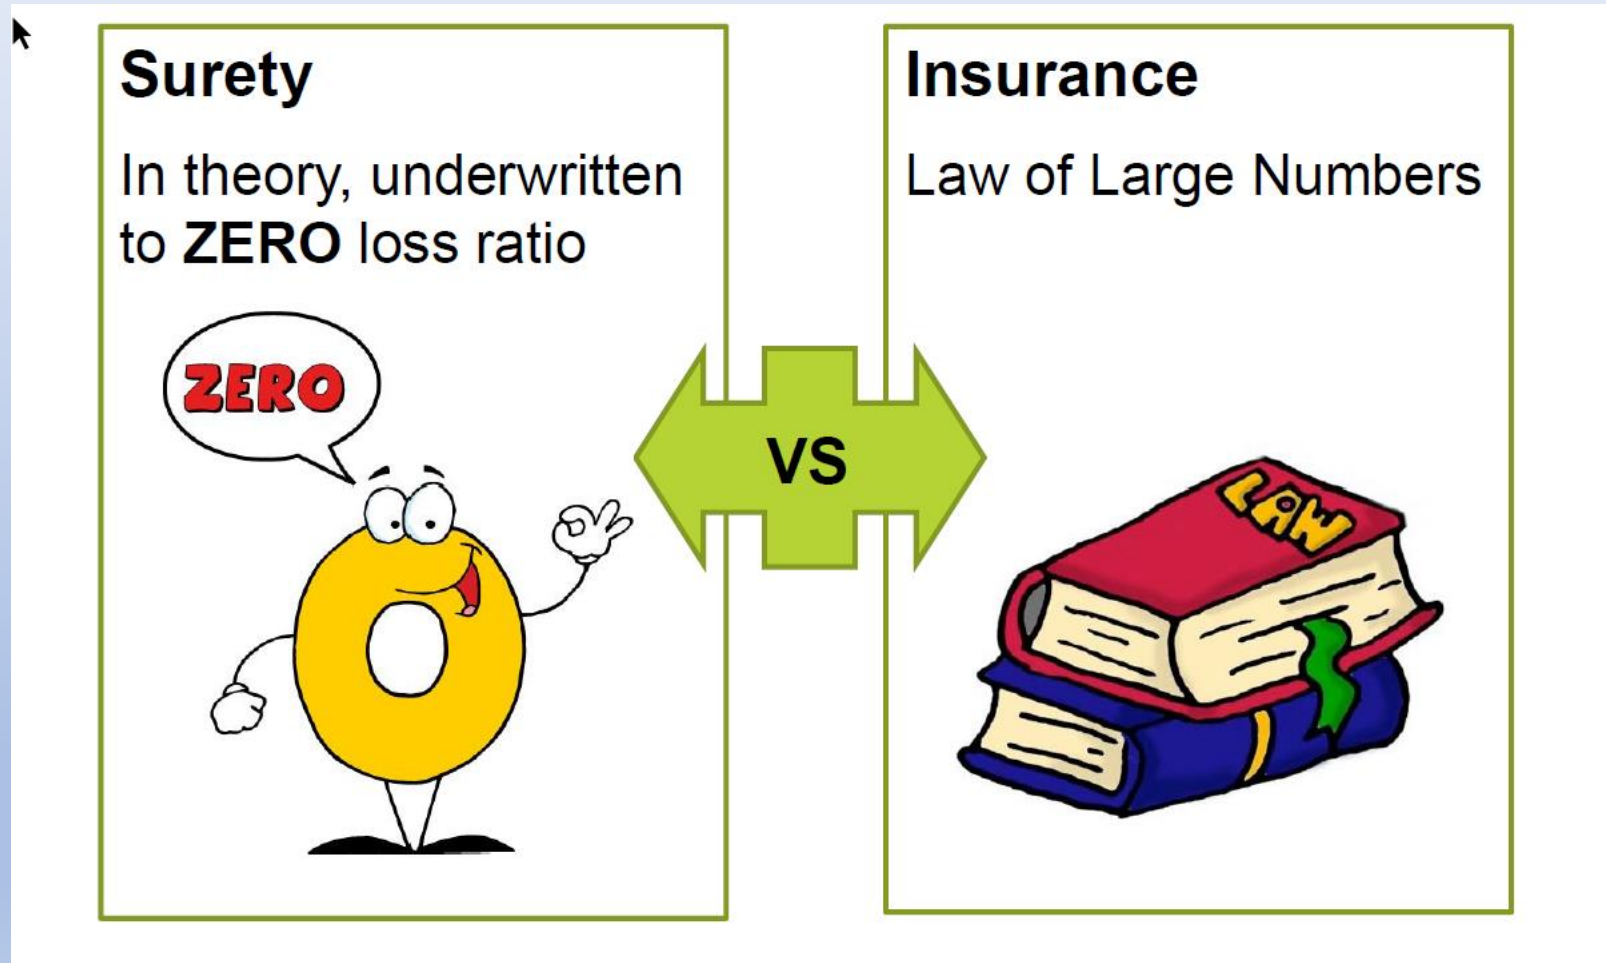 Surety
In theory, underwritten
to ZERO loss ratio
ZERO
VS
Insurance
Law of Large Numbers
LAW